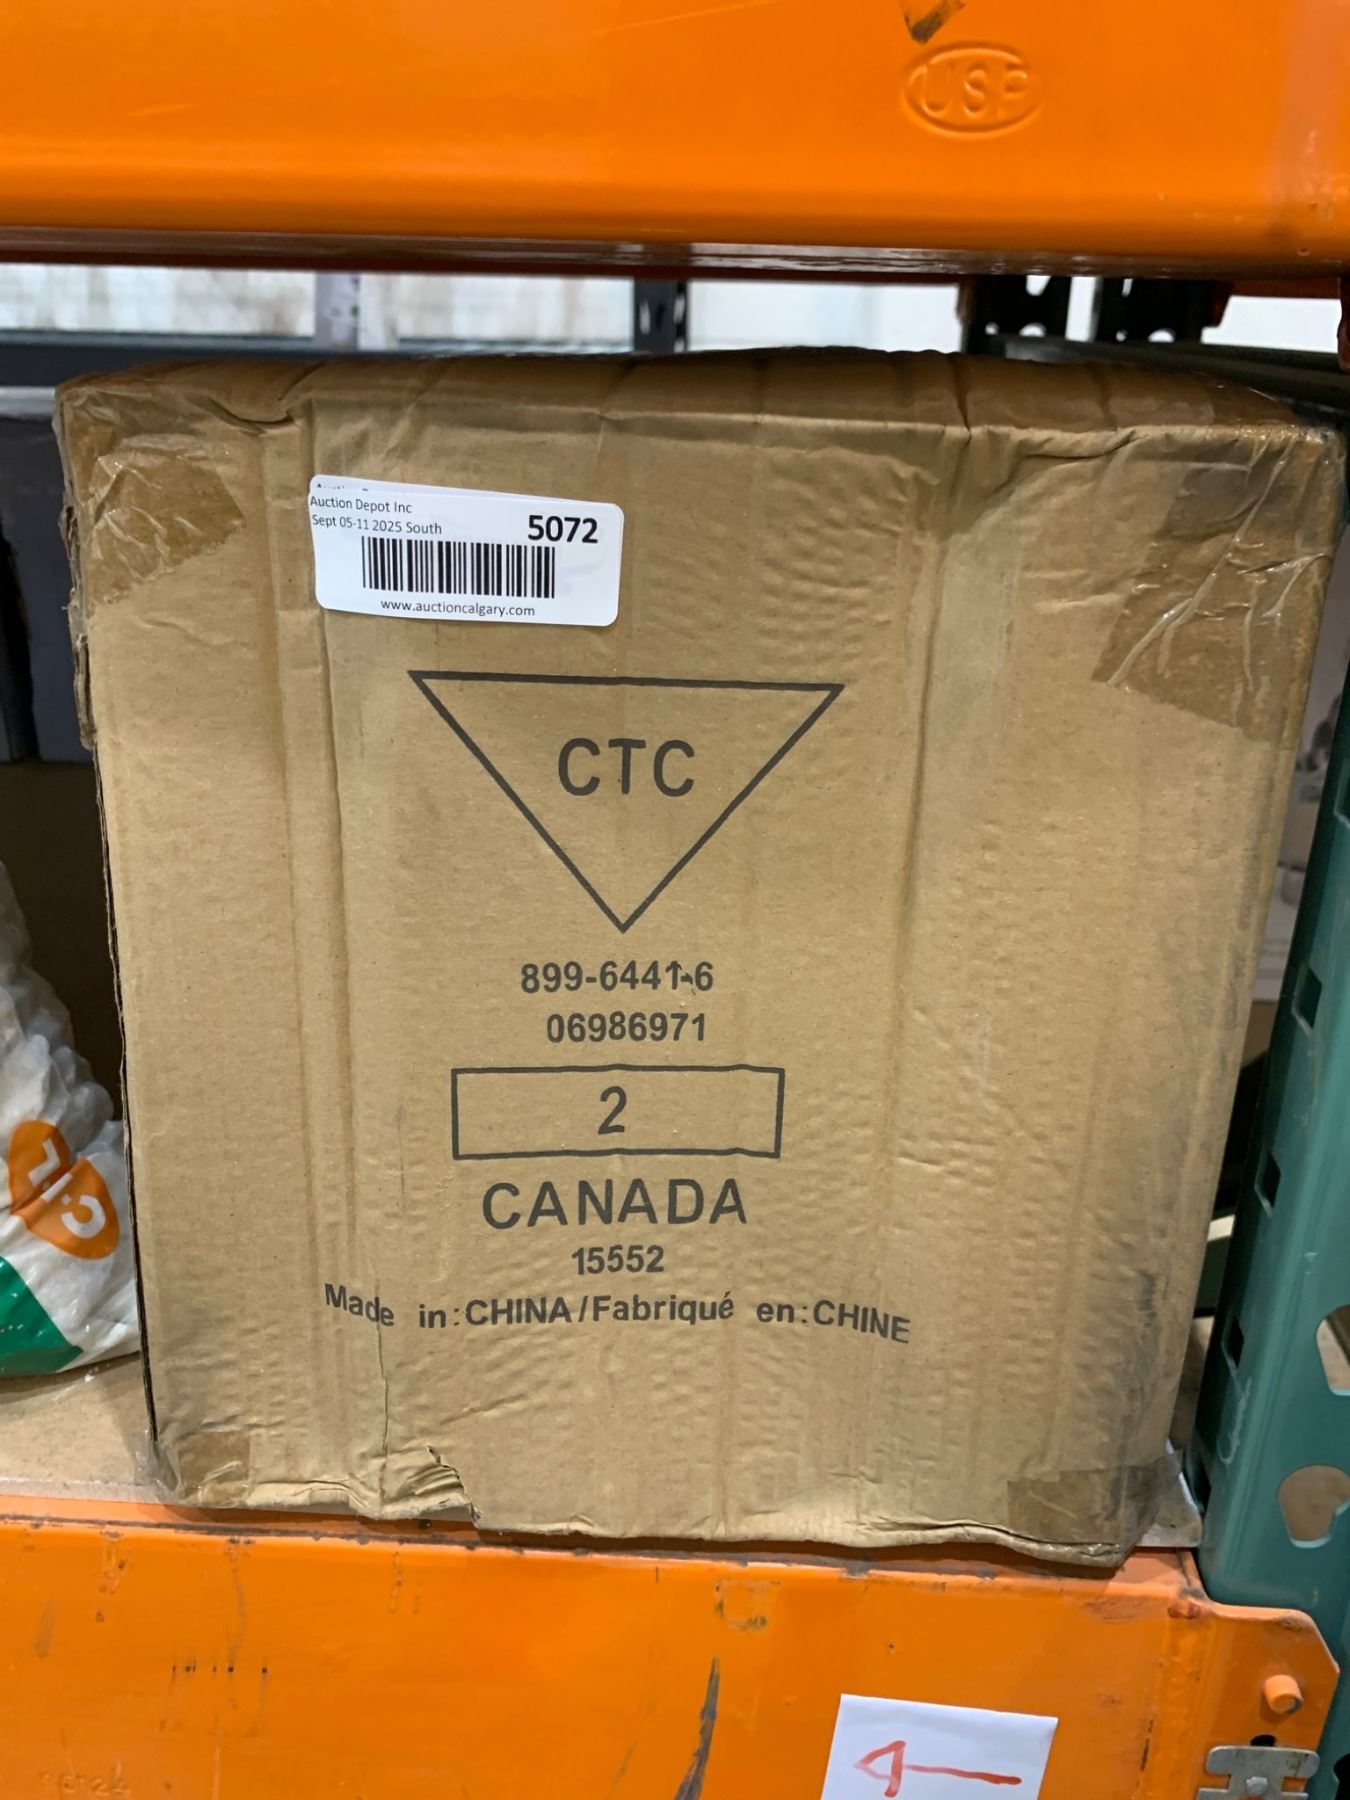 USP
Auction Depot Inc
Sept 05-11 2025 South
5072
www.auctioncalgary.com
CTC
899-6441-6
06986971
2
CANADA
15552
Made in:CHINA/Fabriqué en:CHINE
C·I·L